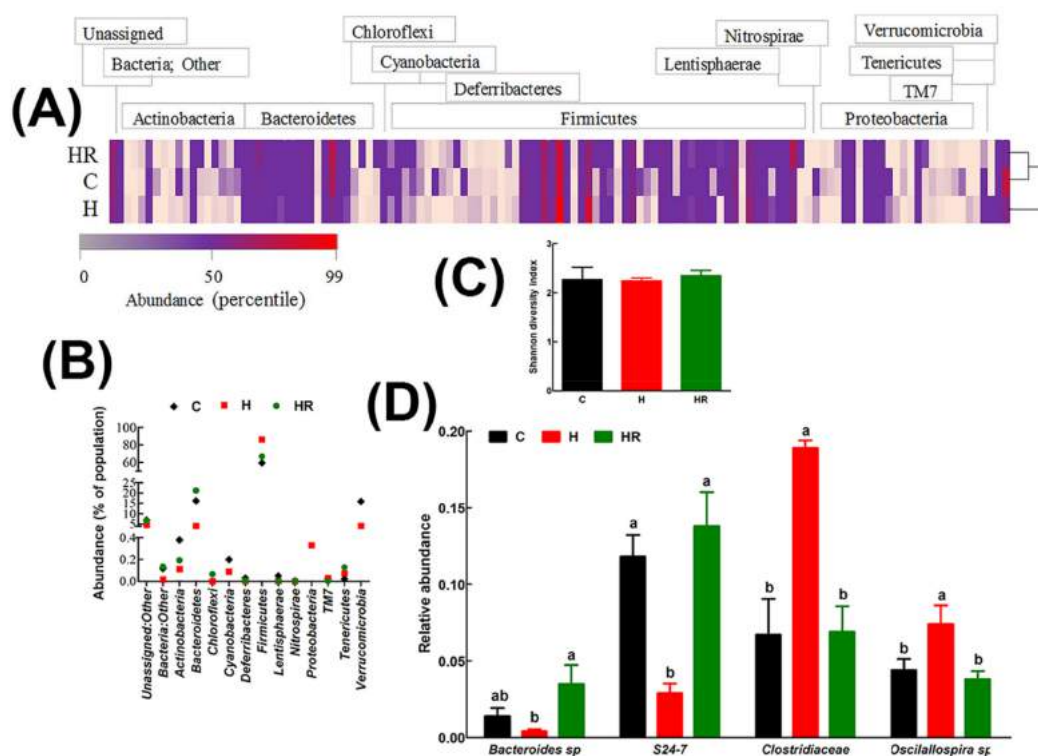 Unassigned
Bacteria; Other
Chloroflexi
Cyanobacteria
Deferribacteres
Nitrospirae
Lentisphaerae
Verrucomicrobia
Tenericutes
TM7
(A)
Actinobacteria Bacteroidetes Firmicutes Proteobacteria
HR
C
H
0 50 99
Abundance (percentile)
(C)
Shannon diversity index
3
2
1
0
C H HR
(B)
C H HR
Abundance (% of population)
100
80
60
25
20
15
10
5
0.4
0.2
0.0
Unassigned:Other
Bacteria:Other
Actinobacteria
Bacteroidetes
Chloroflexi
Cyanobacteria
Deferribacteres
Firmicutes
Lentisphaerae
Nitrospirae
Proteobacteria
TM7
Tenericutes
Verrucomicrobia
(D)
C H HR
Relative abundance
0.20
0.15
0.10
0.05
0.00
ab b a
a b a
b a b
b a b
Bacteroides sp S24-7 Clostridiaceae Oscilallospira sp